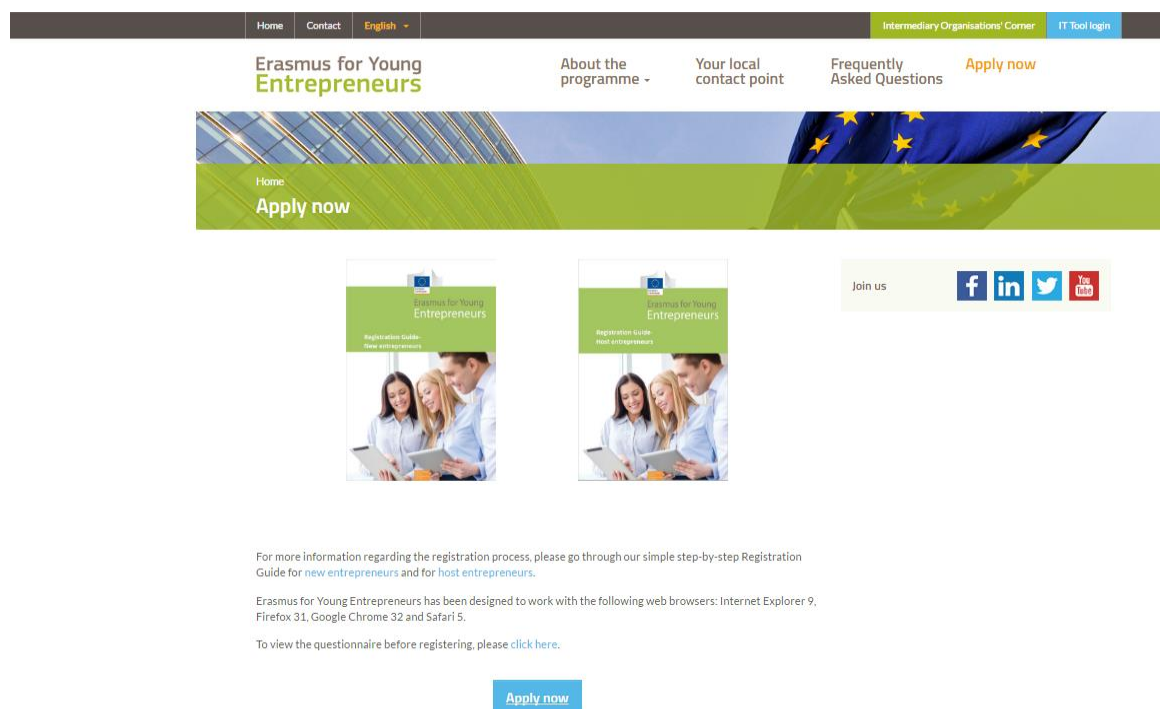 Home Contact English Intermediary Organisations' Corner IT Tool login
Erasmus for Young
Entrepreneurs
About the
programme
Your local
contact point
Frequently
Asked Questions
Apply now
Home
Apply now
Erasmus for Young
Entrepreneurs
Registration Guide-
New entrepreneurs
Erasmus for Young
Entrepreneurs
Registration Guide-
Host entrepreneurs
Join us
f in You Tube
For more information regarding the registration process, please go through our simple step-by-step Registration
Guide for new entrepreneurs and for host entrepreneurs.
Erasmus for Young Entrepreneurs has been designed to work with the following web browsers: Internet Explorer 9,
Firefox 31, Google Chrome 32 and Safari 5.
To view the questionnaire before registering, please click here.
Apply now